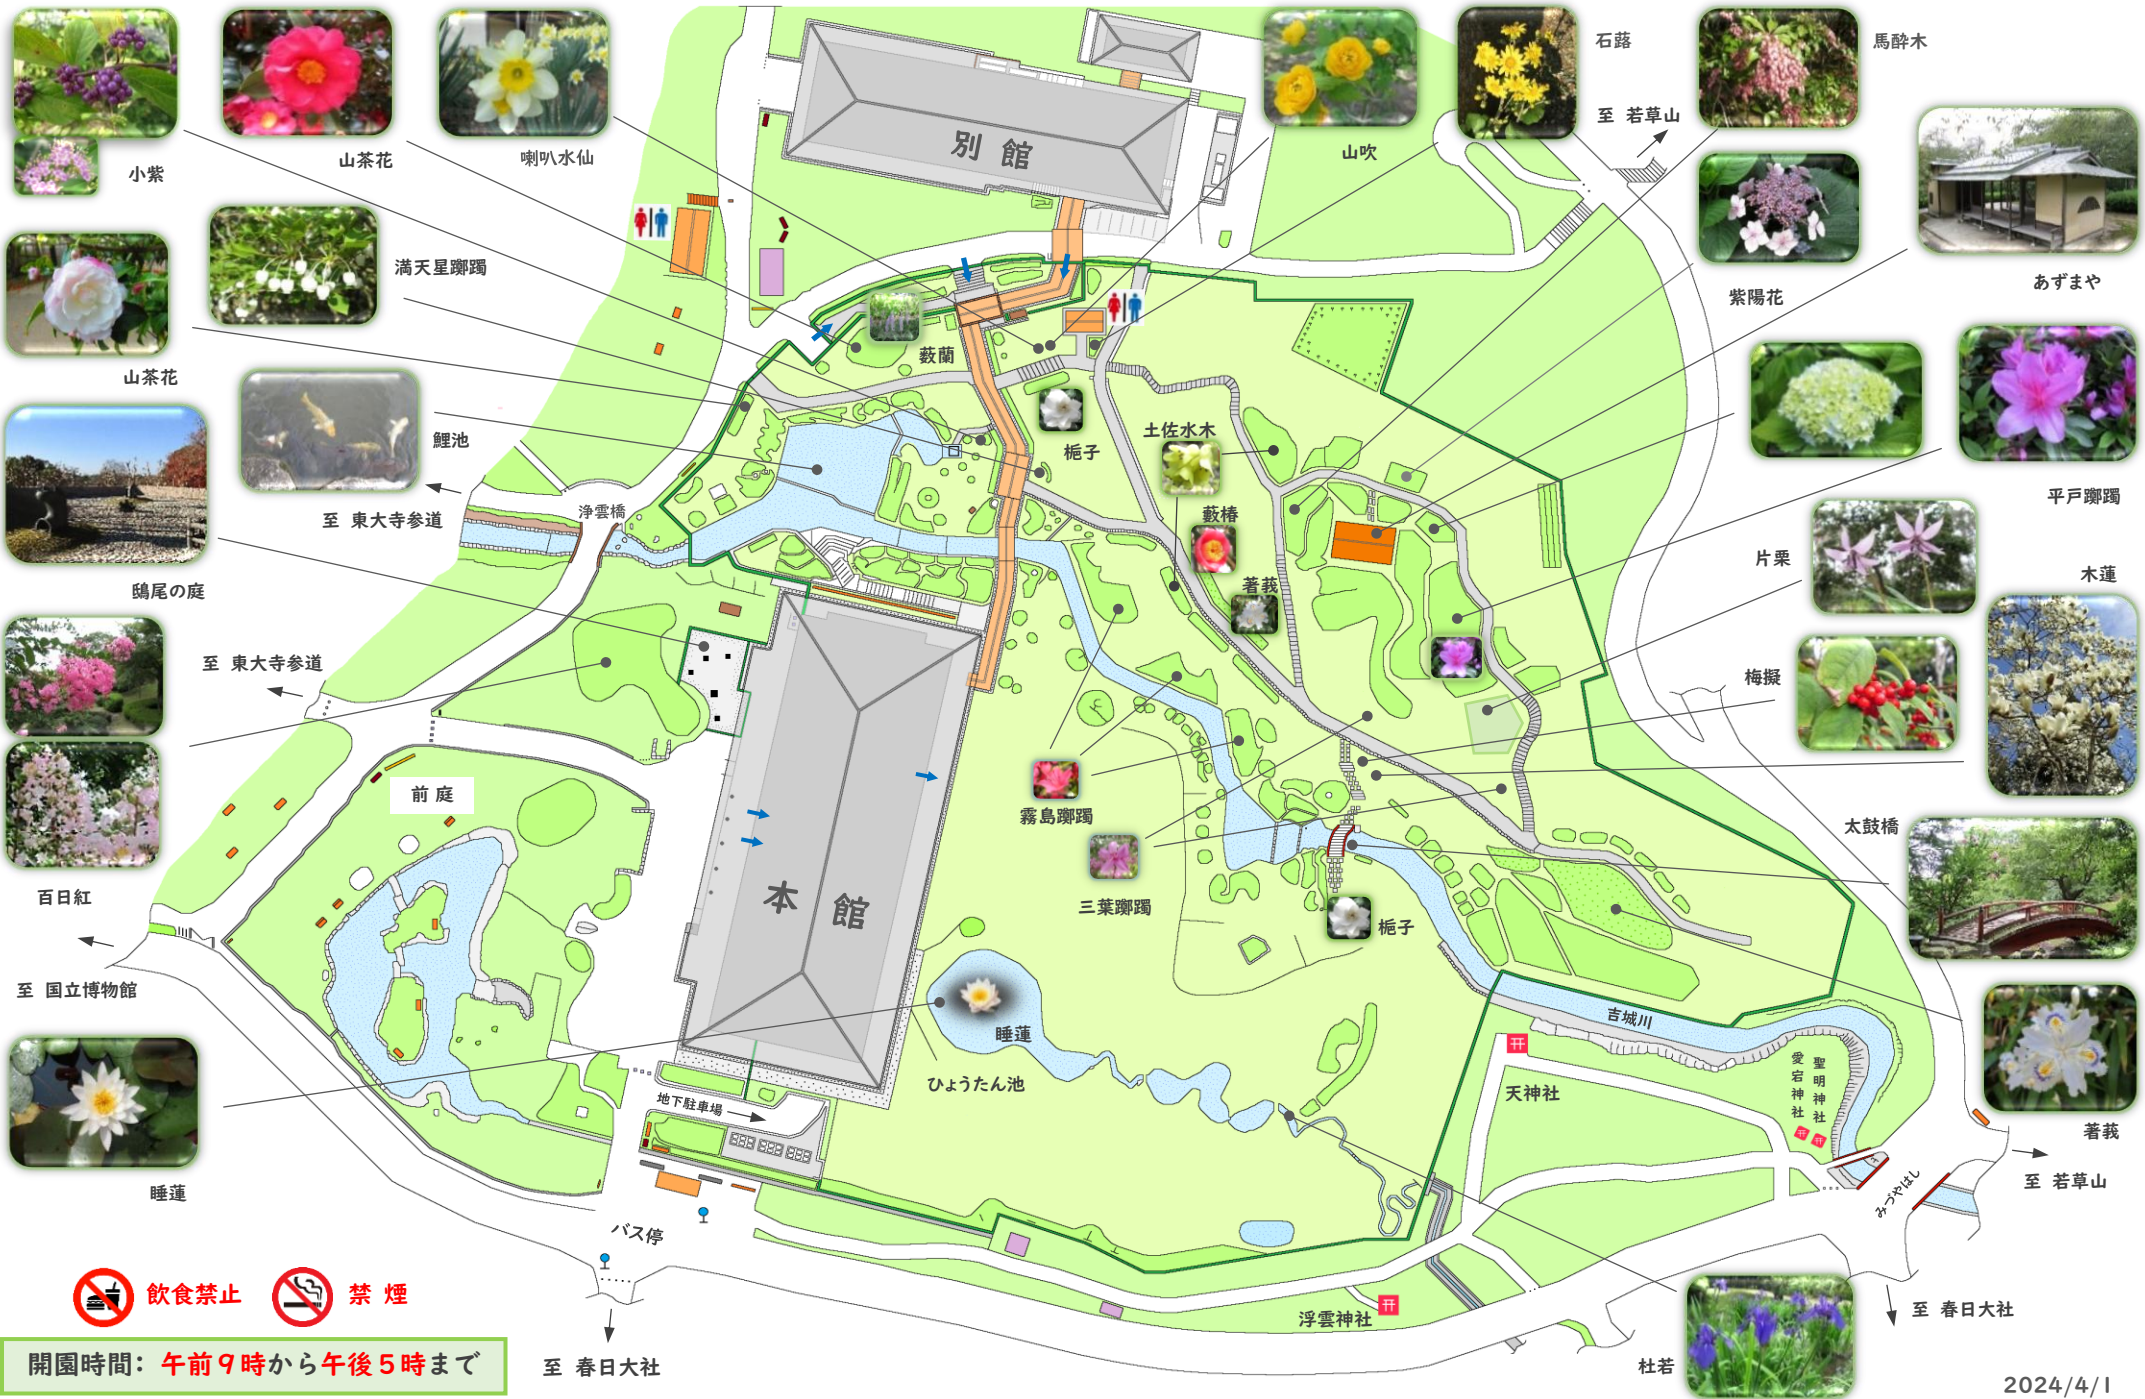 小紫
山茶花
喇叭水仙
別館
山吹
石蕗
馬酔木
至 若草山
あずまや
紫陽花
満天星躑躅
山茶花
藪蘭
鯉池
至 東大寺参道
浄雲橋
梔子
土佐水木
藪椿
著莪
平戸躑躅
片栗
木蓮
梅擬
鴟尾の庭
至 東大寺参道
前庭
百日紅
至 国立博物館
睡蓮
本館
霧島躑躅
三葉躑躅
梔子
太鼓橋
睡蓮
ひょうたん池
地下駐車場
バス停
吉城川
天神社
愛宕神社
聖明神社
著莪
至 若草山
みづやはし
至 春日大社
浮雲神社
杜若
飲食禁止
禁 煙
開園時間: 午前9時から午後5時まで
至 春日大社
2024/4/1